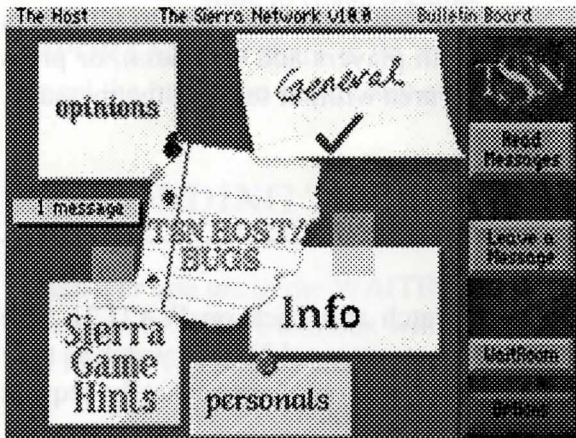 The Host
The Sierra Network v10.0
Bulletin Board
opinions
General
TSN
Read
Messages
1 message
TSN HOST/
BUGS
Leave a
Message
Info
Sierra
Game
Hints
personals
WaitRoom
Options